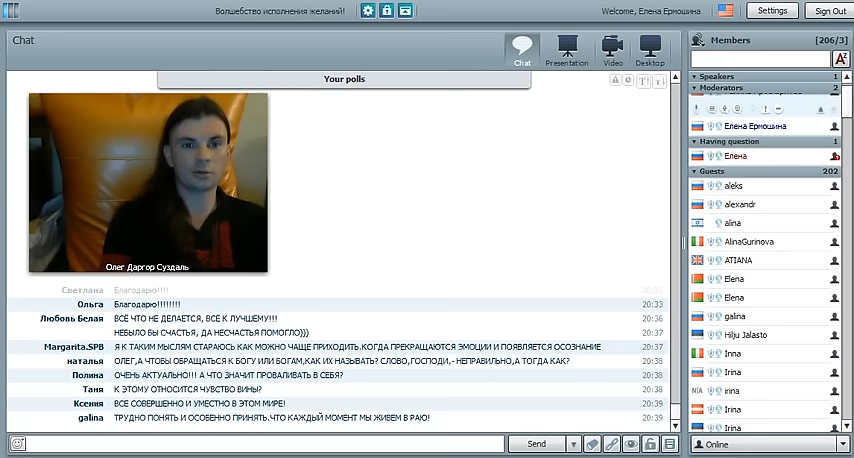 Волшебство исполнения желаний!
Welcome, Елена Ермошина
Settings
Sign Out
Chat
Chat
Presentation
Video
Desktop
Your polls
T
T
Олег Даргор Суздаль
Светлана Благодарю!!!! 20:33
Ольга Благодарю!!!!!!!! 20:33
Любовь Белая ВСЁ ЧТО НЕ ДЕЛАЕТСЯ, ВСЁ К ЛУЧШЕМУ!!! 20:36
НЕБЫЛО БЫ СЧАСТЬЯ, ДА НЕСЧАСТЬЯ ПОМОГЛО))) 20:37
Margarita.SPB Я К ТАКИМ МЫСЛЯМ СТАРАЮСЬ КАК МОЖНО ЧАЩЕ ПРИХОДИТЬ.КОГДА ПРЕКРАЩАЮТСЯ ЭМОЦИИ И ПОЯВЛЯЕТСЯ ОСОЗНАНИЕ 20:37
наталья ОЛЕГ,А ЧТОБЫ ОБРАЩАТЬСЯ К БОГУ ИЛИ БОГАМ,КАК ИХ НАЗЫВАТЬ? СЛОВО,ГОСПОДИ,- НЕПРАВИЛЬНО,А ТОГДА КАК? 20:38
Полина ОЧЕНЬ АКТУАЛЬНО!!! А ЧТО ЗНАЧИТ ПРОВАЛИВАТЬ В СЕБЯ? 20:38
Таня К ЭТОМУ ОТНОСИТСЯ ЧУВСТВО ВИНЫ? 20:38
Ксения ВСЕ СОВЕРШЕННО И УМЕСТНО В ЭТОМ МИРЕ! 20:39
galina ТРУДНО ПОНЯТЬ И ОСОБЕННО ПРИНЯТЬ.ЧТО КАЖДЫЙ МОМЕНТ МЫ ЖИВЕМ В РАЮ! 20:39
Send
Members [206/3]
Speakers 1
Moderators 2
Елена Ермошина
Having question 1
Елена
Guests 202
aleks
alexandr
alina
AlinaGurinova
ATIANA
Elena
Elena
galina
Hilju Jalasto
Inna
Irina
N/A irina
Irina
Irina
Online